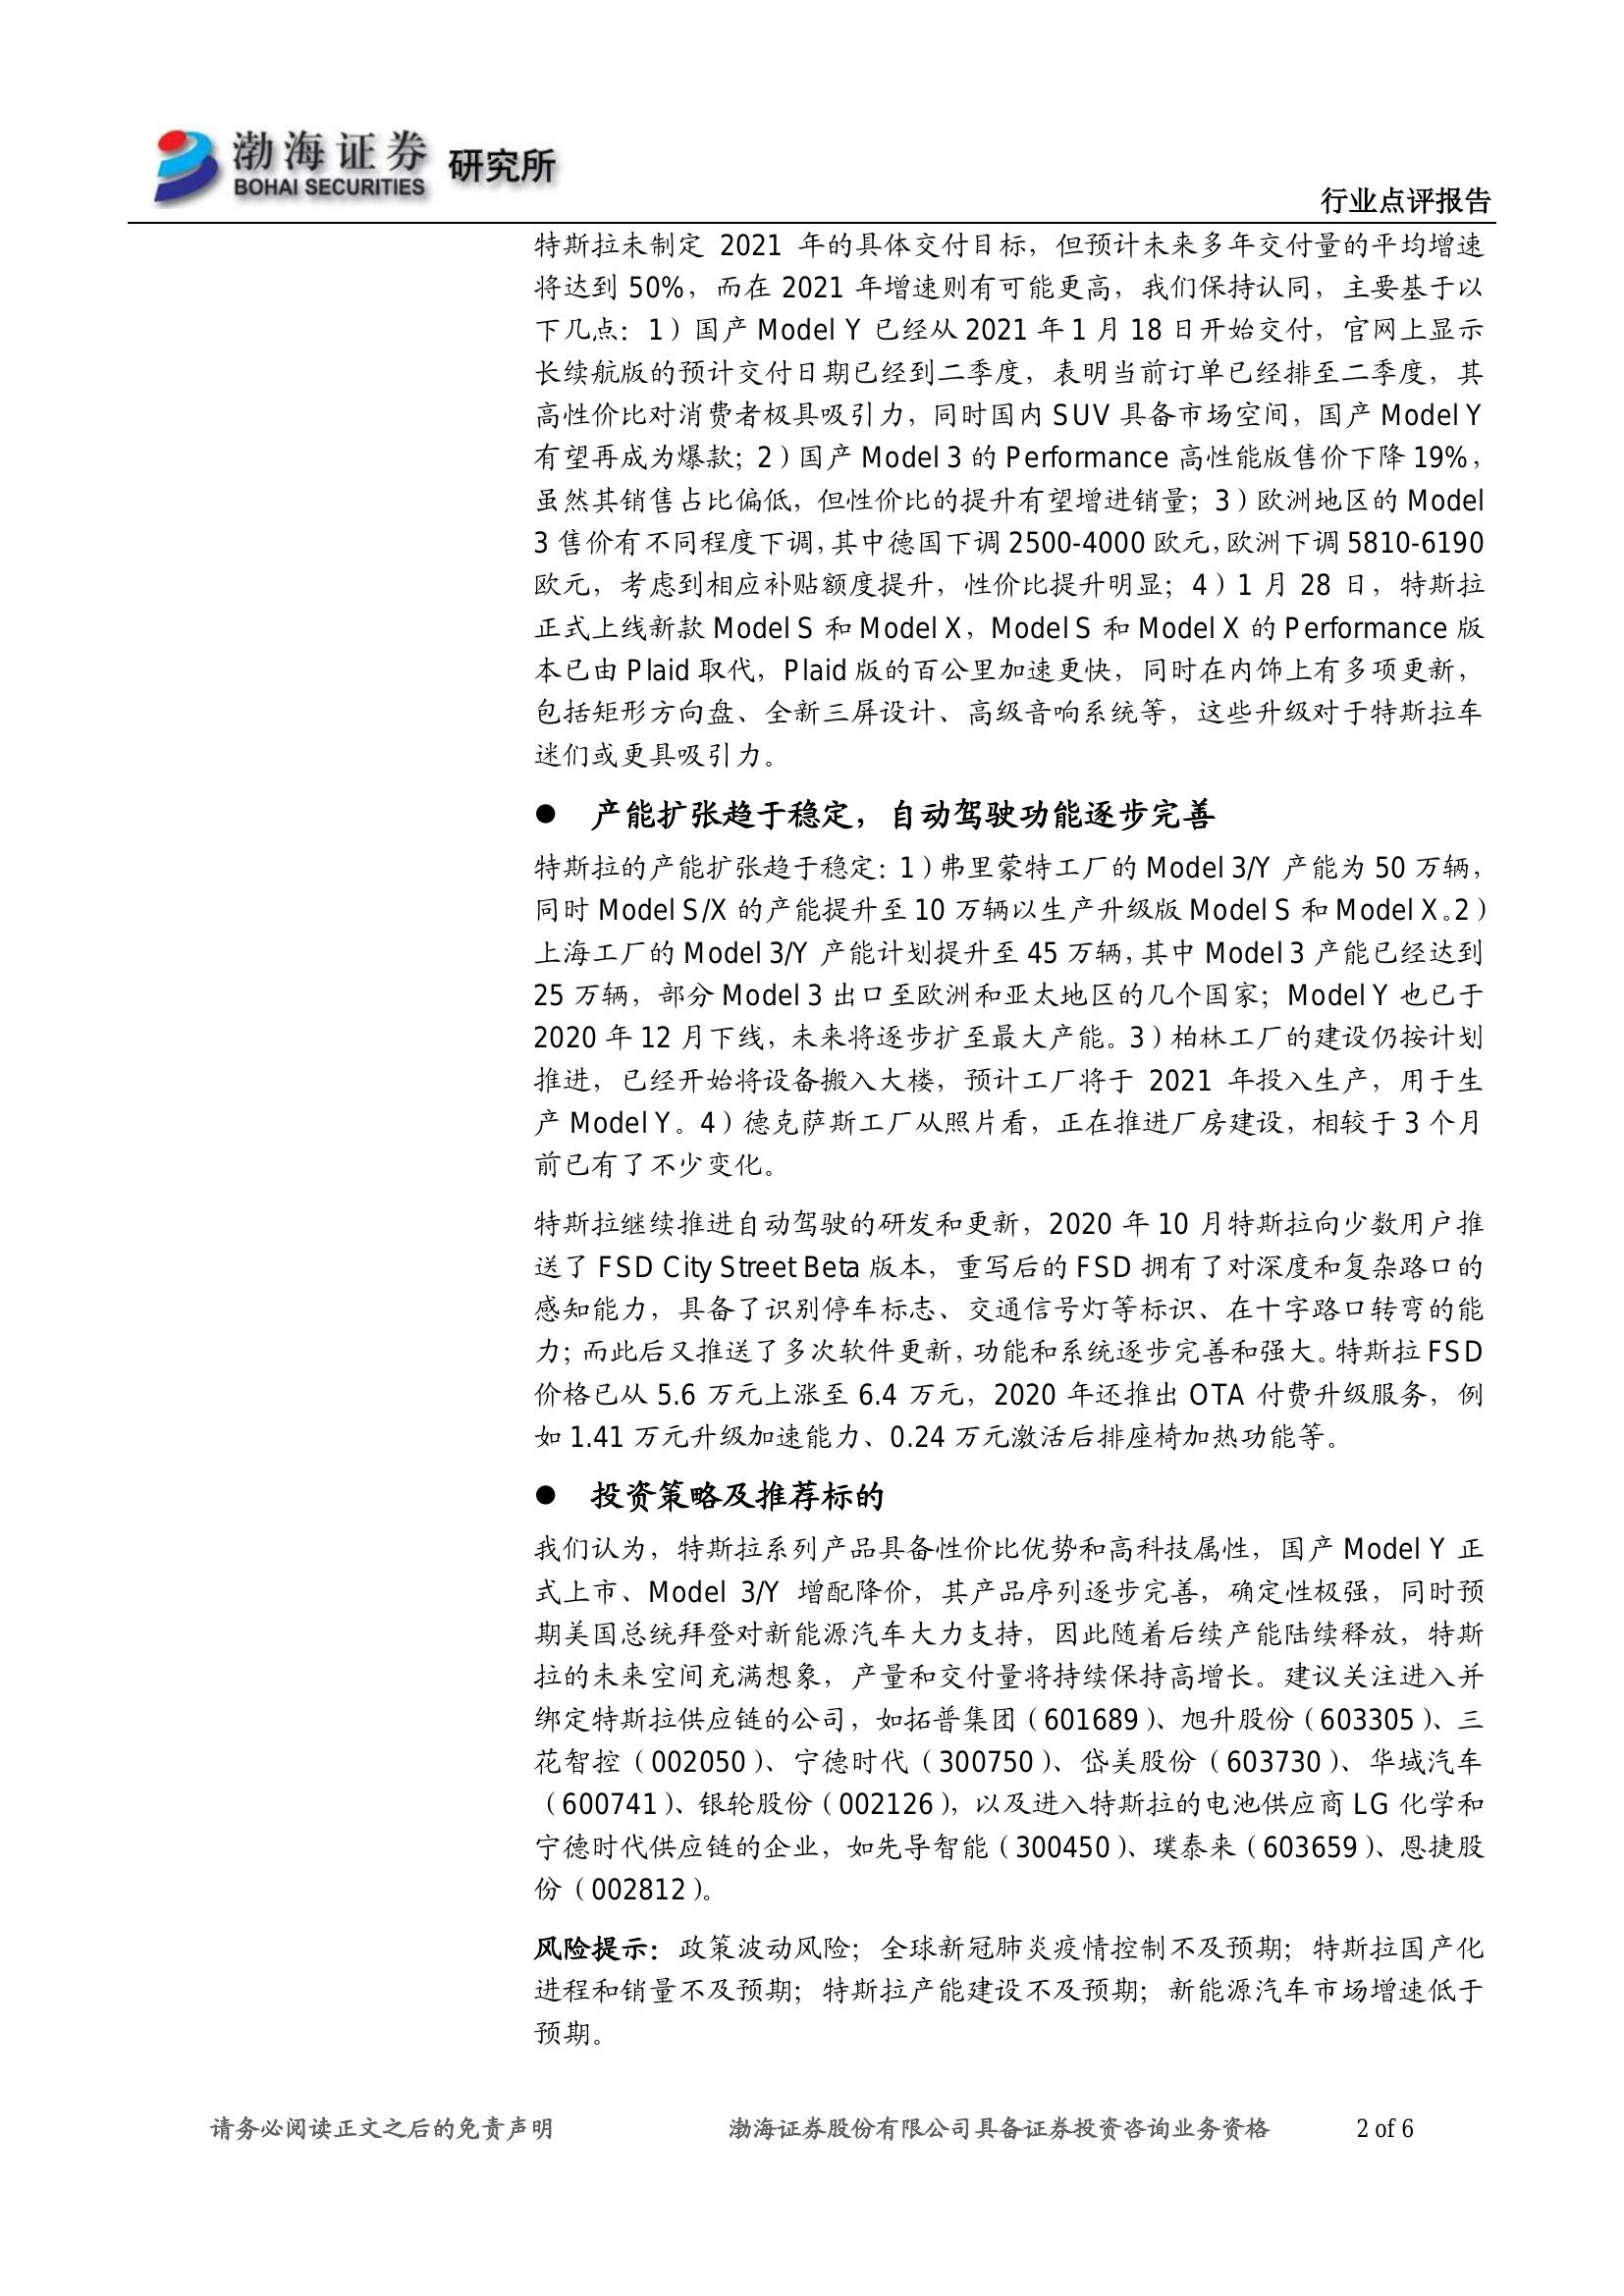 渤海证券 研究所
BOHAI SECURITIES
行业点评报告
特斯拉未制定 2021 年的具体交付目标，但预计未来多年交付量的平均增速
将达到 50%，而在 2021 年增速则有可能更高，我们保持认同，主要基于以
下几点：1）国产 Model Y 已经从 2021 年 1 月 18 日开始交付，官网上显示
长续航版的预计交付日期已经到二季度，表明当前订单已经排至二季度，其
高性价比对消费者极具吸引力，同时国内 SUV 具备市场空间，国产 Model Y
有望再成为爆款；2）国产 Model 3 的 Performance 高性能版售价下降 19%，
虽然其销售占比偏低，但性价比的提升有望增进销量；3）欧洲地区的 Model
3 售价有不同程度下调，其中德国下调 2500-4000 欧元，欧洲下调 5810-6190
欧元，考虑到相应补贴额度提升，性价比提升明显；4）1 月 28 日，特斯拉
正式上线新款 Model S 和 Model X，Model S 和 Model X 的 Performance 版
本已由 Plaid 取代，Plaid 版的百公里加速更快，同时在内饰上有多项更新，
包括矩形方向盘、全新三屏设计、高级音响系统等，这些升级对于特斯拉车
迷们或更具吸引力。
● 产能扩张趋于稳定，自动驾驶功能逐步完善
特斯拉的产能扩张趋于稳定：1）弗里蒙特工厂的 Model 3/Y 产能为 50 万辆，
同时 Model S/X 的产能提升至 10 万辆以生产升级版 Model S 和 Model X。2）
上海工厂的 Model 3/Y 产能计划提升至 45 万辆，其中 Model 3 产能已经达到
25 万辆，部分 Model 3 出口至欧洲和亚太地区的几个国家；Model Y 也已于
2020 年 12 月下线，未来将逐步扩至最大产能。3）柏林工厂的建设仍按计划
推进，已经开始将设备搬入大楼，预计工厂将于 2021 年投入生产，用于生
产 Model Y。4）德克萨斯工厂从照片看，正在推进厂房建设，相较于 3 个月
前已有了不少变化。
特斯拉继续推进自动驾驶的研发和更新，2020 年 10 月特斯拉向少数用户推
送了 FSD City Street Beta 版本，重写后的 FSD 拥有了对深度和复杂路口的
感知能力，具备了识别停车标志、交通信号灯等标识、在十字路口转弯的能
力；而此后又推送了多次软件更新，功能和系统逐步完善和强大。特斯拉 FSD
价格已从 5.6 万元上涨至 6.4 万元，2020 年还推出 OTA 付费升级服务，例
如 1.41 万元升级加速能力、0.24 万元激活后排座椅加热功能等。
● 投资策略及推荐标的
我们认为，特斯拉系列产品具备性价比优势和高科技属性，国产 Model Y 正
式上市、Model 3/Y 增配降价，其产品序列逐步完善，确定性极强，同时预
期美国总统拜登对新能源汽车大力支持，因此随着后续产能陆续释放，特斯
拉的未来空间充满想象，产量和交付量将持续保持高增长。建议关注进入并
绑定特斯拉供应链的公司，如拓普集团（601689）、旭升股份（603305）、三
花智控（002050）、宁德时代（300750）、岱美股份（603730）、华域汽车
（600741）、银轮股份（002126），以及进入特斯拉的电池供应商 LG 化学和
宁德时代供应链的企业，如先导智能（300450）、璞泰来（603659）、恩捷股
份（002812）。
风险提示：政策波动风险；全球新冠肺炎疫情控制不及预期；特斯拉国产化
进程和销量不及预期；特斯拉产能建设不及预期；新能源汽车市场增速低于
预期。
请务必阅读正文之后的免责声明 渤海证券股份有限公司具备证券投资咨询业务资格 2 of 6